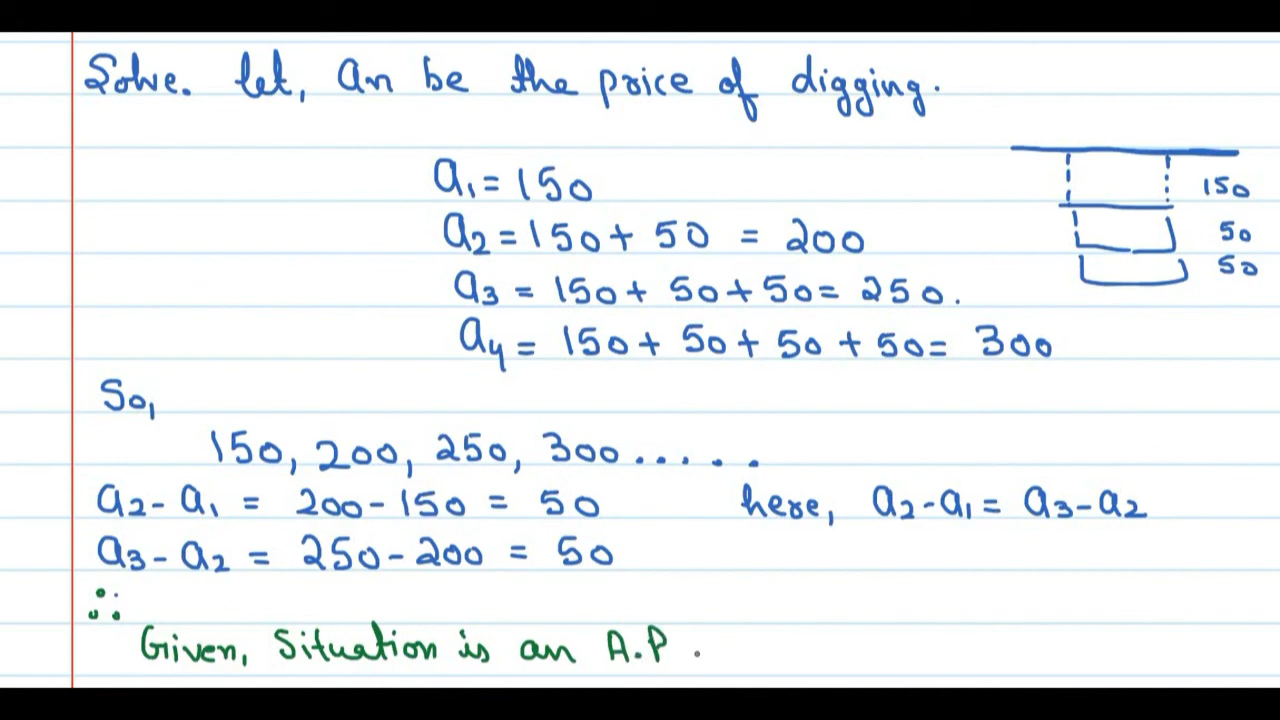 Solve. let, an be the price of digging.
a₁ = 150
150
a₂ = 150 + 50 = 200
50
50
a₃ = 150 + 50 + 50 = 250.
a₄ = 150 + 50 + 50 + 50 = 300
So,
150, 200, 250, 300 . . . . .
a₂ - a₁ = 200 - 150 = 50 here, a₂ - a₁ = a₃ - a₂
a₃ - a₂ = 250 - 200 = 50
∴
Given, Situation is an A.P .